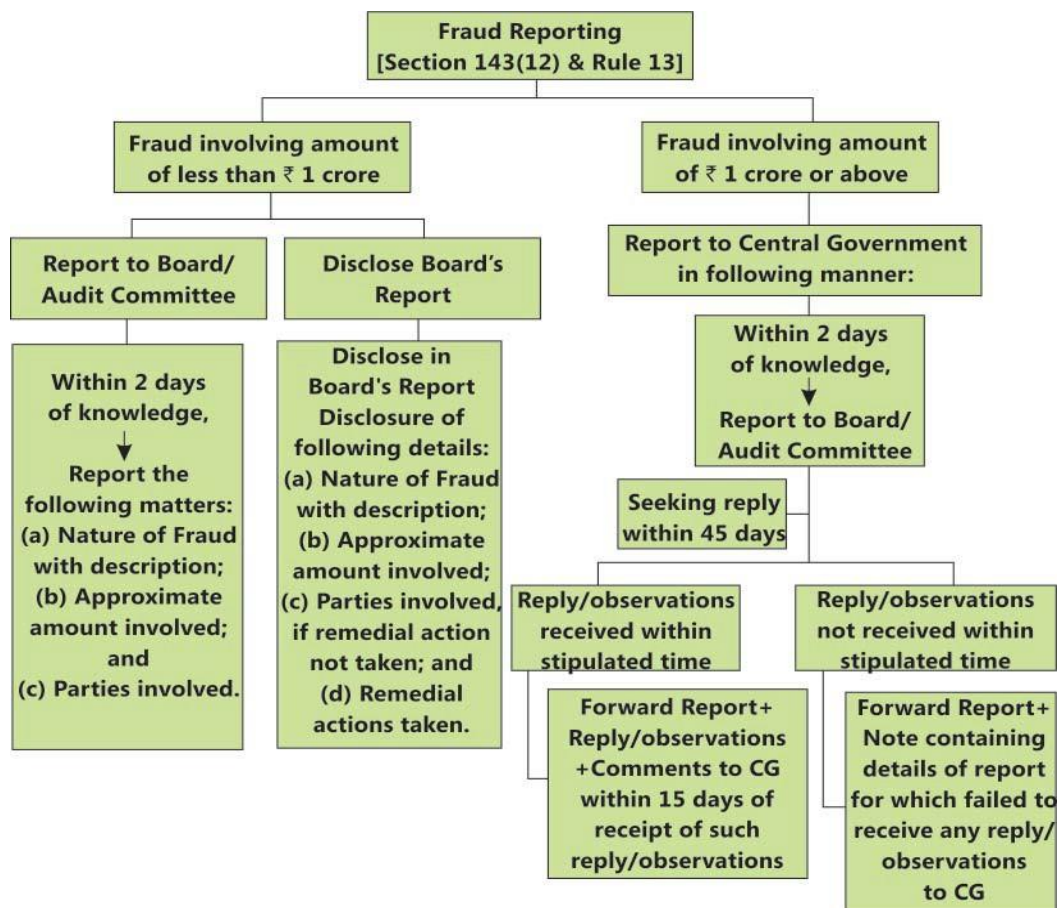 Fraud Reporting
[Section 143(12) & Rule 13]
Fraud involving amount
of less than ₹ 1 crore
Fraud involving amount
of ₹ 1 crore or above
Report to Board/
Audit Committee
Disclose Board's
Report
Report to Central Government
in following manner:
Within 2 days
of knowledge,
Report the
following matters:
(a) Nature of Fraud
with description;
(b) Approximate
amount involved;
and
(c) Parties involved.
Disclose in
Board's Report
Disclosure of
following details:
(a) Nature of Fraud
with description;
(b) Approximate
amount involved;
(c) Parties involved,
if remedial action
not taken; and
(d) Remedial
actions taken.
Within 2 days
of knowledge,
Report to Board/
Audit Committee
Seeking reply
within 45 days
Reply/observations
received within
stipulated time
Reply/observations
not received within
stipulated time
Forward Report+
Reply/observations
+Comments to CG
within 15 days of
receipt of such
reply/observations
Forward Report+
Note containing
details of report
for which failed to
receive any reply/
observations
to CG